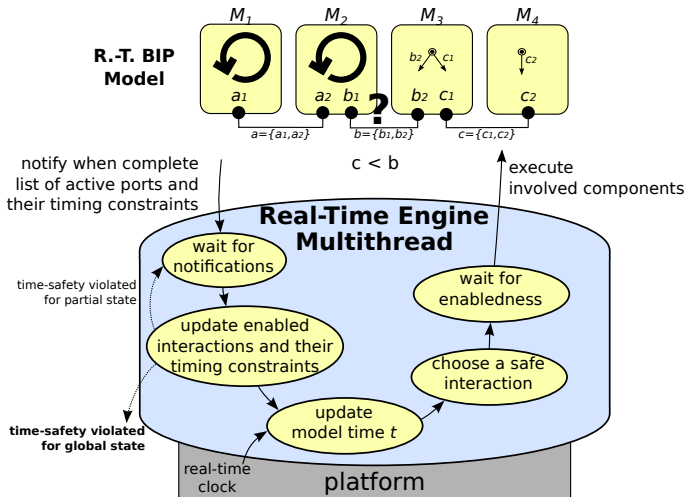 M1 M2 M3 M4
R.-T. BIP
Model
b2 c1 c2
a1 a2 b1 ? b2 c1 c2
a={a1,a2} b={b1,b2} c={c1,c2}
c < b
notify when complete
list of active ports and
their timing constraints
execute
involved components
Real-Time Engine
Multithread
wait for
notifications
wait for
enabledness
time-safety violated
for partial state
update enabled
interactions and their
timing constraints
choose a safe
interaction
update
model time t
time-safety violated
for global state
real-time
clock
platform